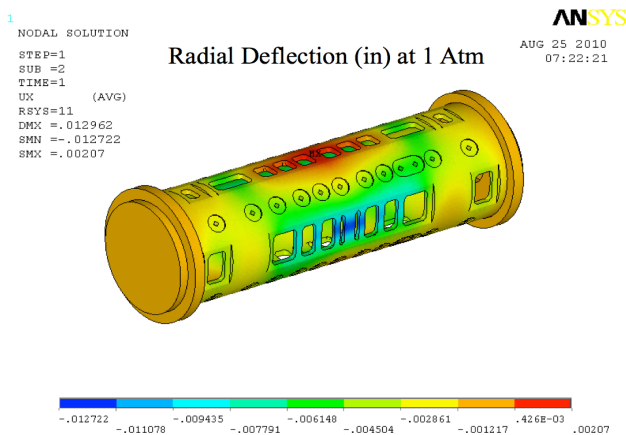 1
ANSYS
NODAL SOLUTION
AUG 25 2010
07:22:21
Radial Deflection (in) at 1 Atm
STEP=1
SUB =2
TIME=1
UX (AVG)
RSYS=11
DMX =.012962
SMN =-.012722
SMX =.00207
MX
-.012722 -.009435 -.006148 -.002861 .426E-03
-.011078 -.007791 -.004504 -.001217 .00207